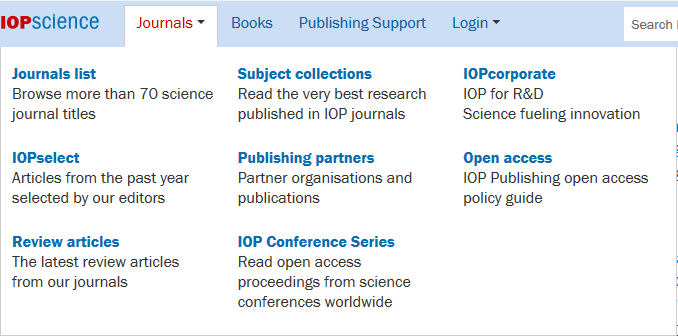 IOPscience Journals Books Publishing Support Login Search
Journals list
Browse more than 70 science
journal titles
Subject collections
Read the very best research
published in IOP journals
IOPcorporate
IOP for R&D
Science fueling innovation
IOPselect
Articles from the past year
selected by our editors
Publishing partners
Partner organisations and
publications
Open access
IOP Publishing open access
policy guide
Review articles
The latest review articles
from our journals
IOP Conference Series
Read open access
proceedings from science
conferences worldwide